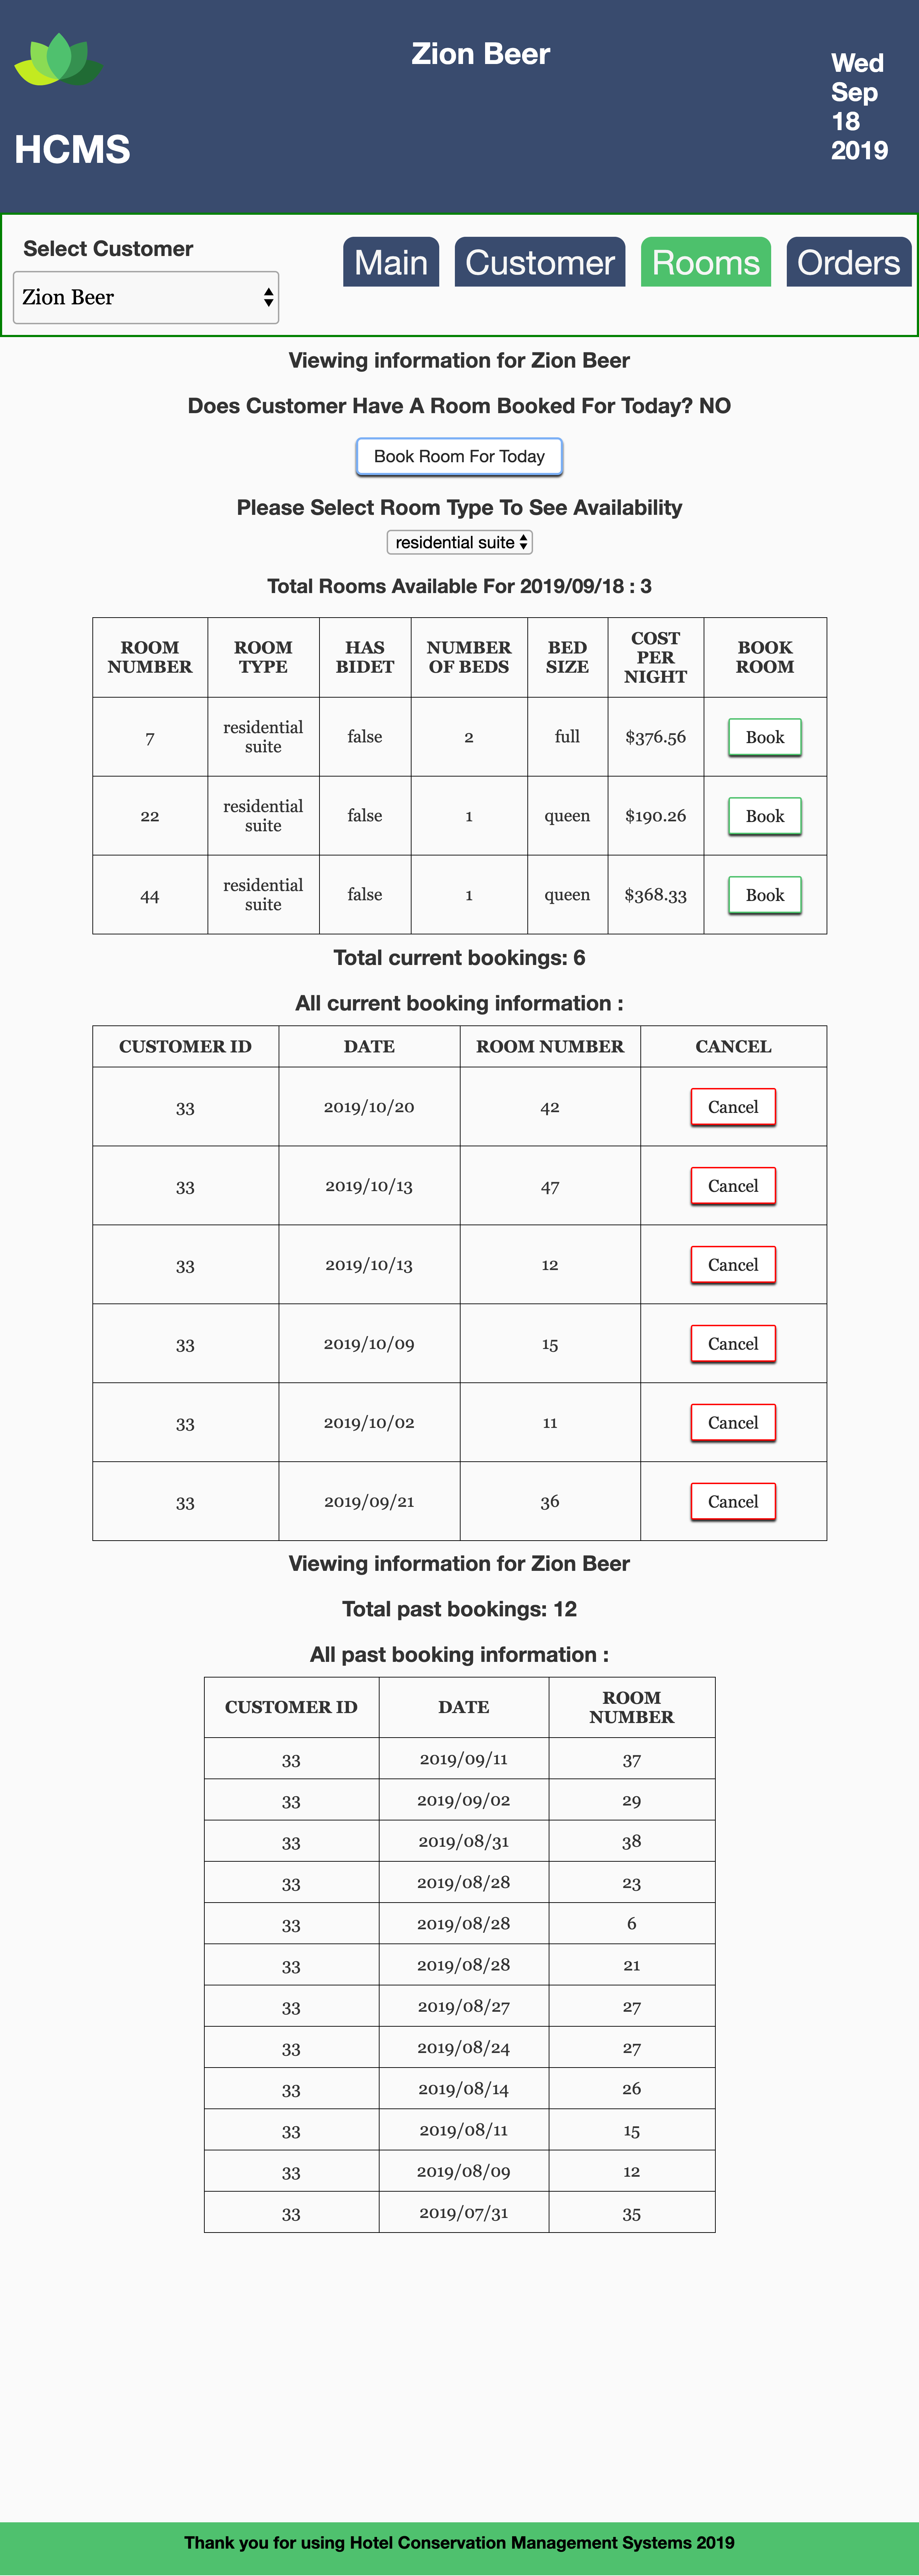 Zion Beer
Wed
Sep
18
2019
HCMS
Select Customer
Zion Beer
Main Customer Rooms Orders
Viewing information for Zion Beer
Does Customer Have A Room Booked For Today? NO
Book Room For Today
Please Select Room Type To See Availability
residential suite
Total Rooms Available For 2019/09/18 : 3
ROOM NUMBER ROOM TYPE HAS BIDET NUMBER OF BEDS BED SIZE COST PER NIGHT BOOK ROOM
7 residential suite false 2 full $376.56 Book
22 residential suite false 1 queen $190.26 Book
44 residential suite false 1 queen $368.33 Book
Total current bookings: 6
All current booking information :
CUSTOMER ID DATE ROOM NUMBER CANCEL
33 2019/10/20 42 Cancel
33 2019/10/13 47 Cancel
33 2019/10/13 12 Cancel
33 2019/10/09 15 Cancel
33 2019/10/02 11 Cancel
33 2019/09/21 36 Cancel
Viewing information for Zion Beer
Total past bookings: 12
All past booking information :
CUSTOMER ID DATE ROOM NUMBER
33 2019/09/11 37
33 2019/09/02 29
33 2019/08/31 38
33 2019/08/28 23
33 2019/08/28 6
33 2019/08/28 21
33 2019/08/27 27
33 2019/08/24 27
33 2019/08/14 26
33 2019/08/11 15
33 2019/08/09 12
33 2019/07/31 35
Thank you for using Hotel Conservation Management Systems 2019